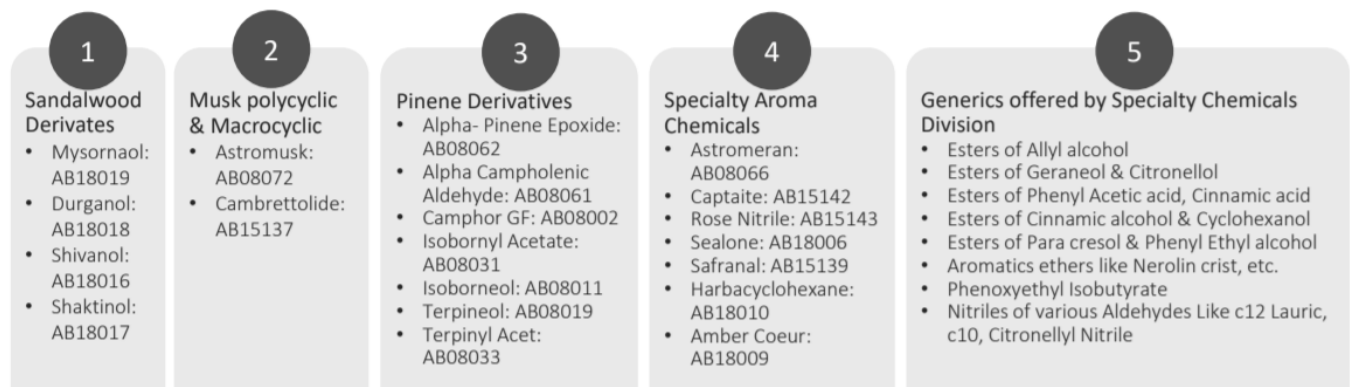 1
Sandalwood
Derivates
• Mysornaol:
AB18019
• Durganol:
AB18018
• Shivanol:
AB18016
• Shaktinol:
AB18017
2
Musk polycyclic
& Macrocyclic
• Astromusk:
AB08072
• Cambrettolide:
AB15137
3
Pinene Derivatives
• Alpha- Pinene Epoxide:
AB08062
• Alpha Campholenic
Aldehyde: AB08061
• Camphor GF: AB08002
• Isobornyl Acetate:
AB08031
• Isoborneol: AB08011
• Terpineol: AB08019
• Terpinyl Acet:
AB08033
4
Specialty Aroma
Chemicals
• Astromeran:
AB08066
• Captaite: AB15142
• Rose Nitrile: AB15143
• Sealone: AB18006
• Safranal: AB15139
• Harbacyclohexane:
AB18010
• Amber Coeur:
AB18009
5
Generics offered by Specialty Chemicals
Division
• Esters of Allyl alcohol
• Esters of Geraneol & Citronellol
• Esters of Phenyl Acetic acid, Cinnamic acid
• Esters of Cinnamic alcohol & Cyclohexanol
• Esters of Para cresol & Phenyl Ethyl alcohol
• Aromatics ethers like Nerolin crist, etc.
• Phenoxyethyl Isobutyrate
• Nitriles of various Aldehydes Like c12 Lauric,
c10, Citronellyl Nitrile